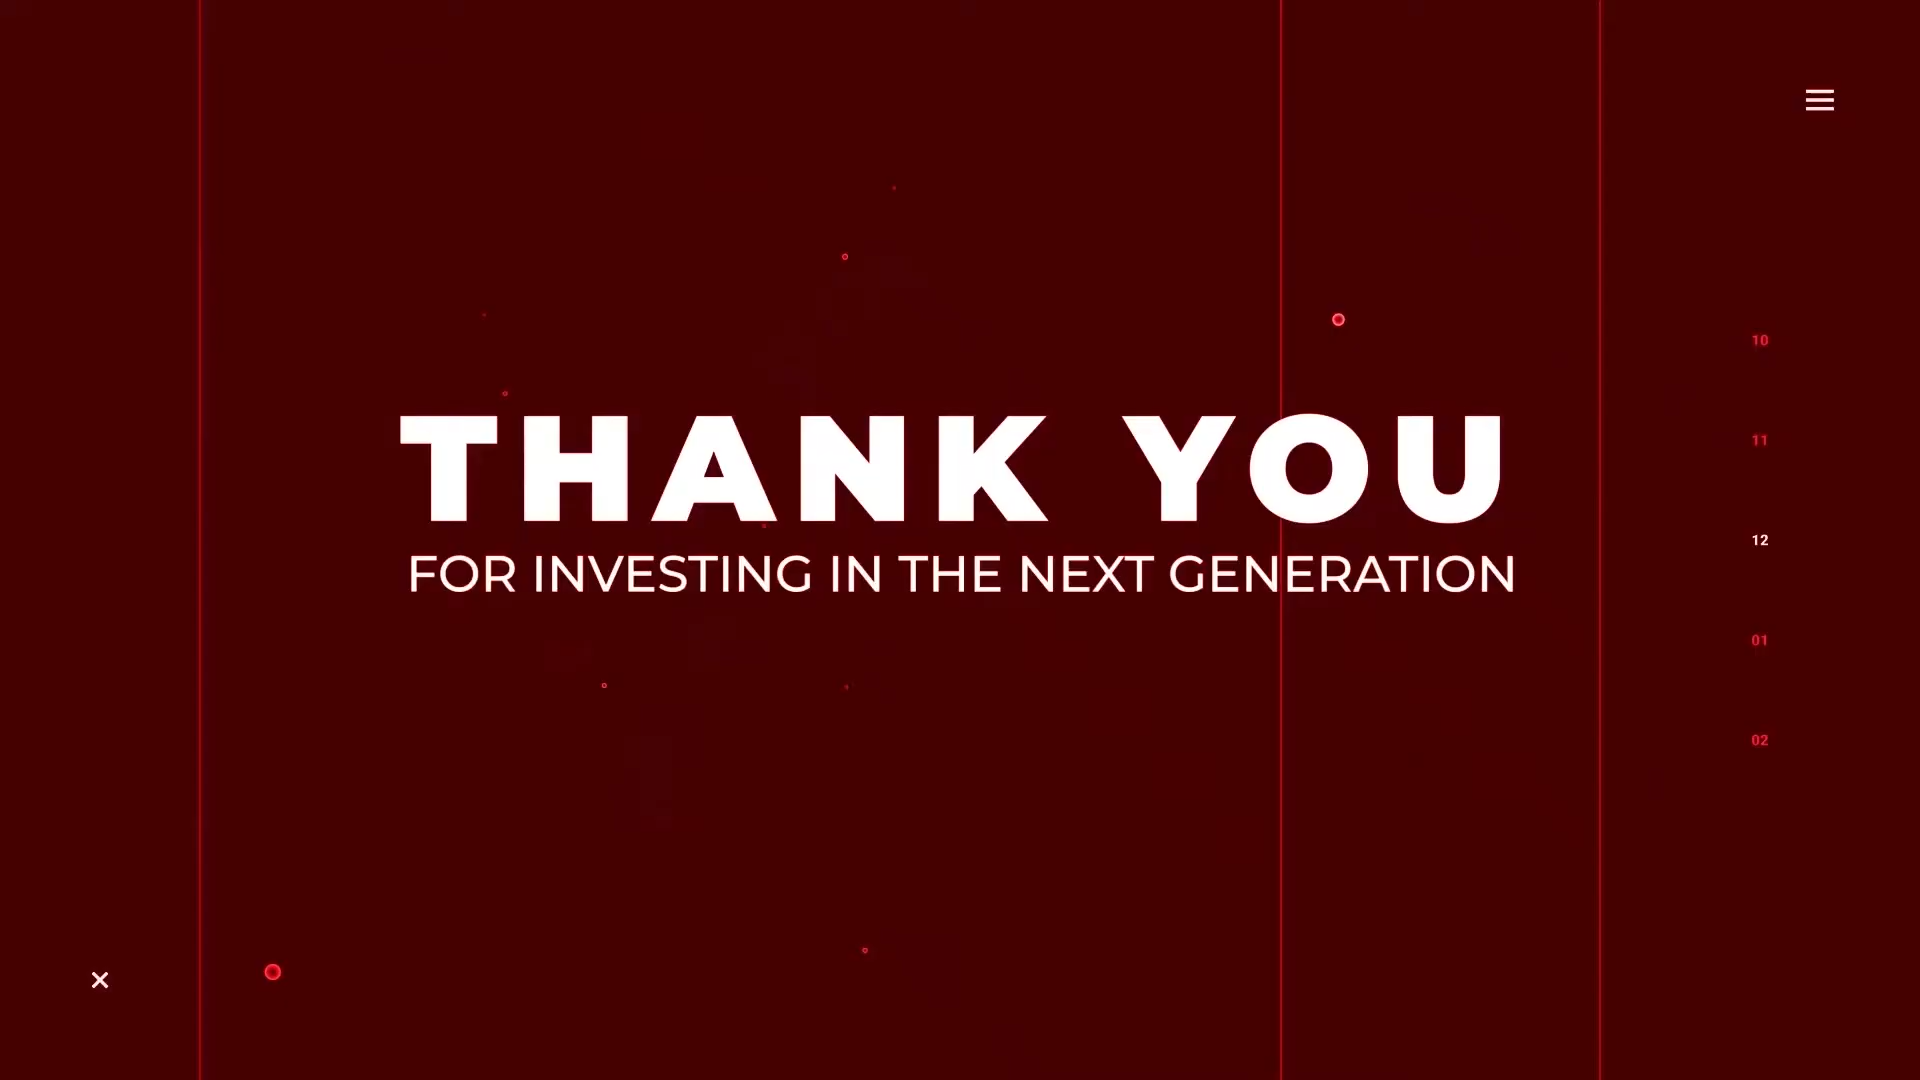 THANK YOU
FOR INVESTING IN THE NEXT GENERATION
10
11
12
01
02